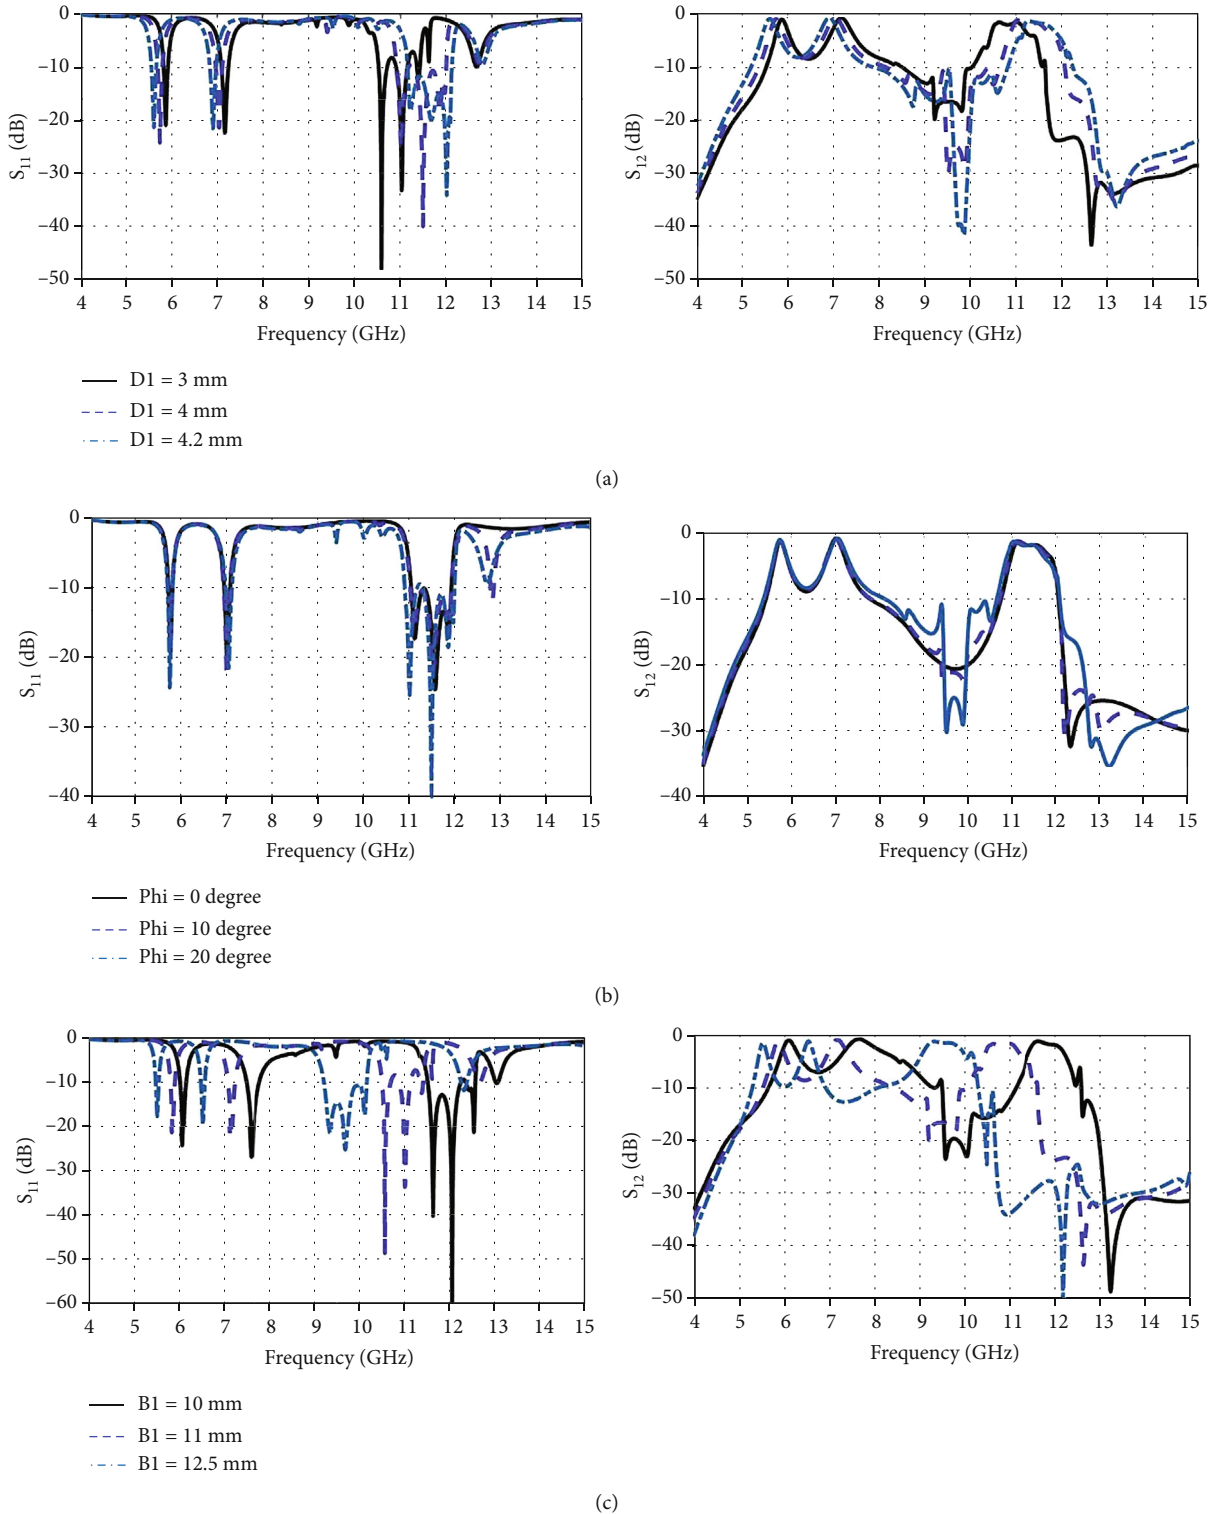 0
−10
−20
−30
−40
−50
S11 (dB)
4 5 6 7 8 9 10 11 12 13 14 15
Frequency (GHz)
0
−10
−20
−30
−40
−50
S12 (dB)
4 5 6 7 8 9 10 11 12 13 14 15
Frequency (GHz)
D1 = 3 mm
D1 = 4 mm
D1 = 4.2 mm
(a)
0
−10
−20
−30
−40
S11 (dB)
4 5 6 7 8 9 10 11 12 13 14 15
Frequency (GHz)
0
−10
−20
−30
−40
S12 (dB)
4 5 6 7 8 9 10 11 12 13 14 15
Frequency (GHz)
Phi = 0 degree
Phi = 10 degree
Phi = 20 degree
(b)
0
−10
−20
−30
−40
−50
−60
S11 (dB)
4 5 6 7 8 9 10 11 12 13 14 15
Frequency (GHz)
0
−10
−20
−30
−40
−50
S12 (dB)
4 5 6 7 8 9 10 11 12 13 14 15
Frequency (GHz)
B1 = 10 mm
B1 = 11 mm
B1 = 12.5 mm
(c)